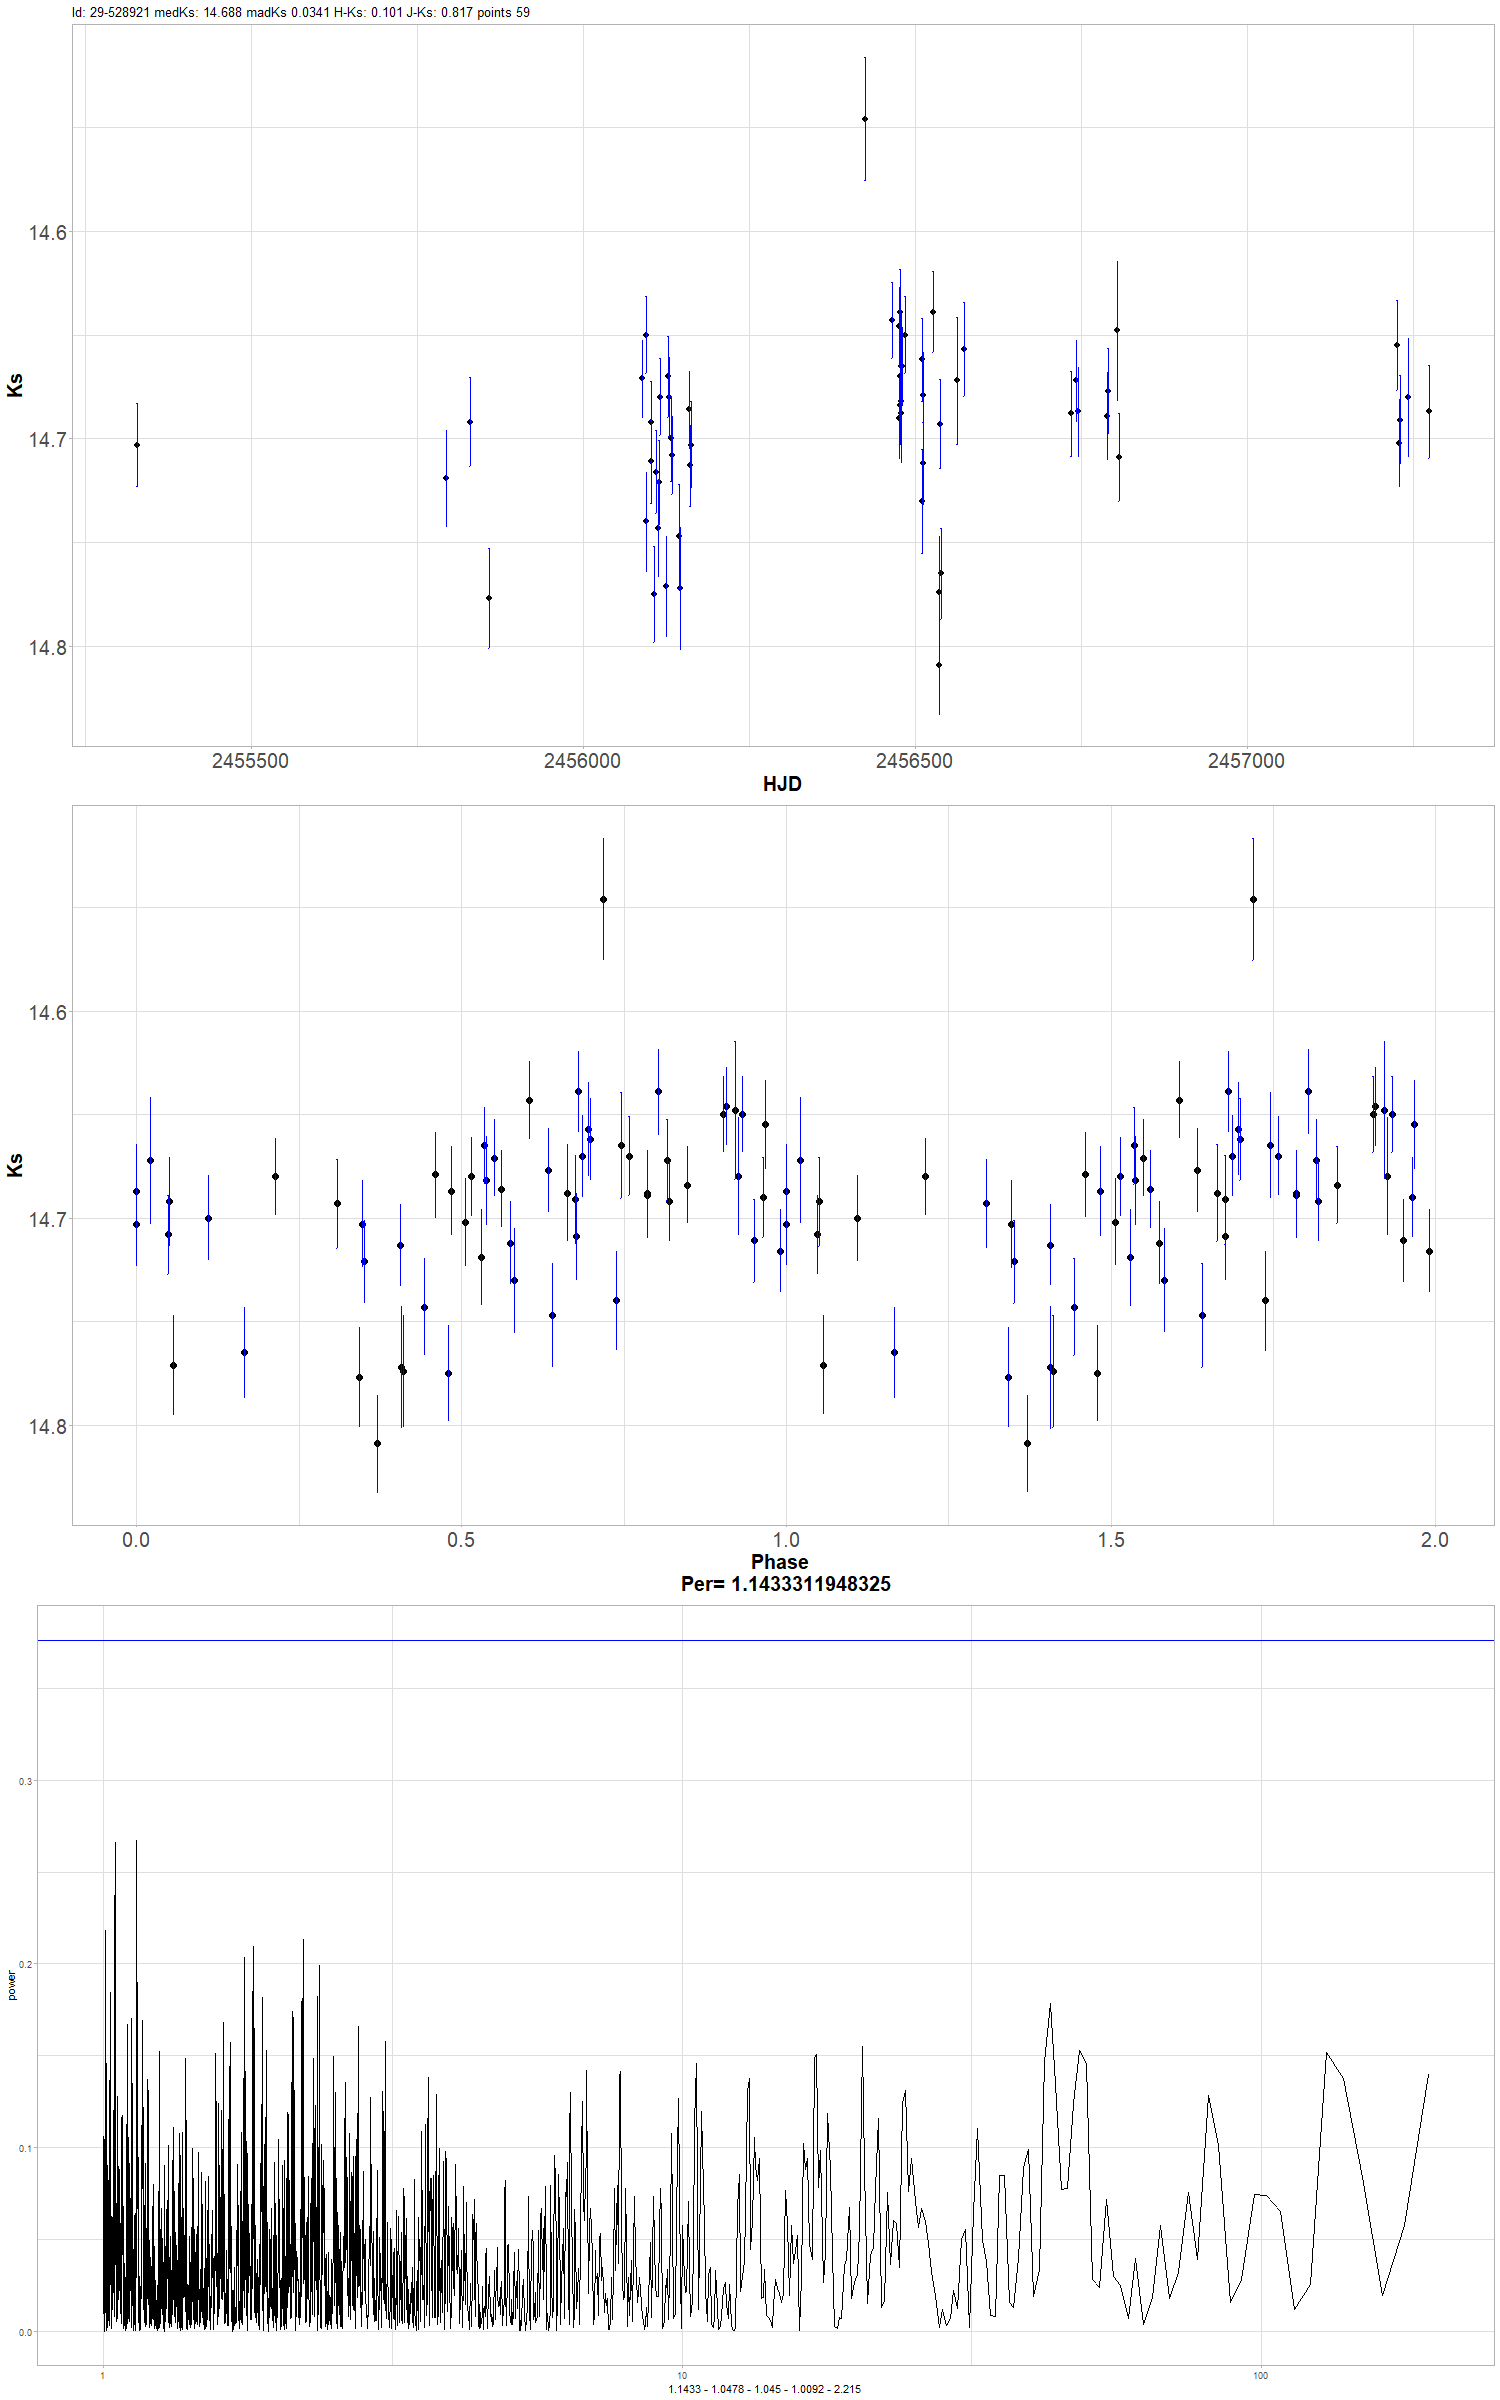 Id: 29-528921 medKs: 14.688 madKs 0.0341 H-Ks: 0.101 J-Ks: 0.817 points 59
14.6
14.7
14.8
Ks
2455500 2456000 2456500 2457000
HJD
14.6
14.7
14.8
Ks
0.0 0.5 1.0 1.5 2.0
Phase
Per= 1.1433311948325
0.3
0.2
0.1
0.0
power
1 10 100
1.1433 - 1.0478 - 1.045 - 1.0092 - 2.215